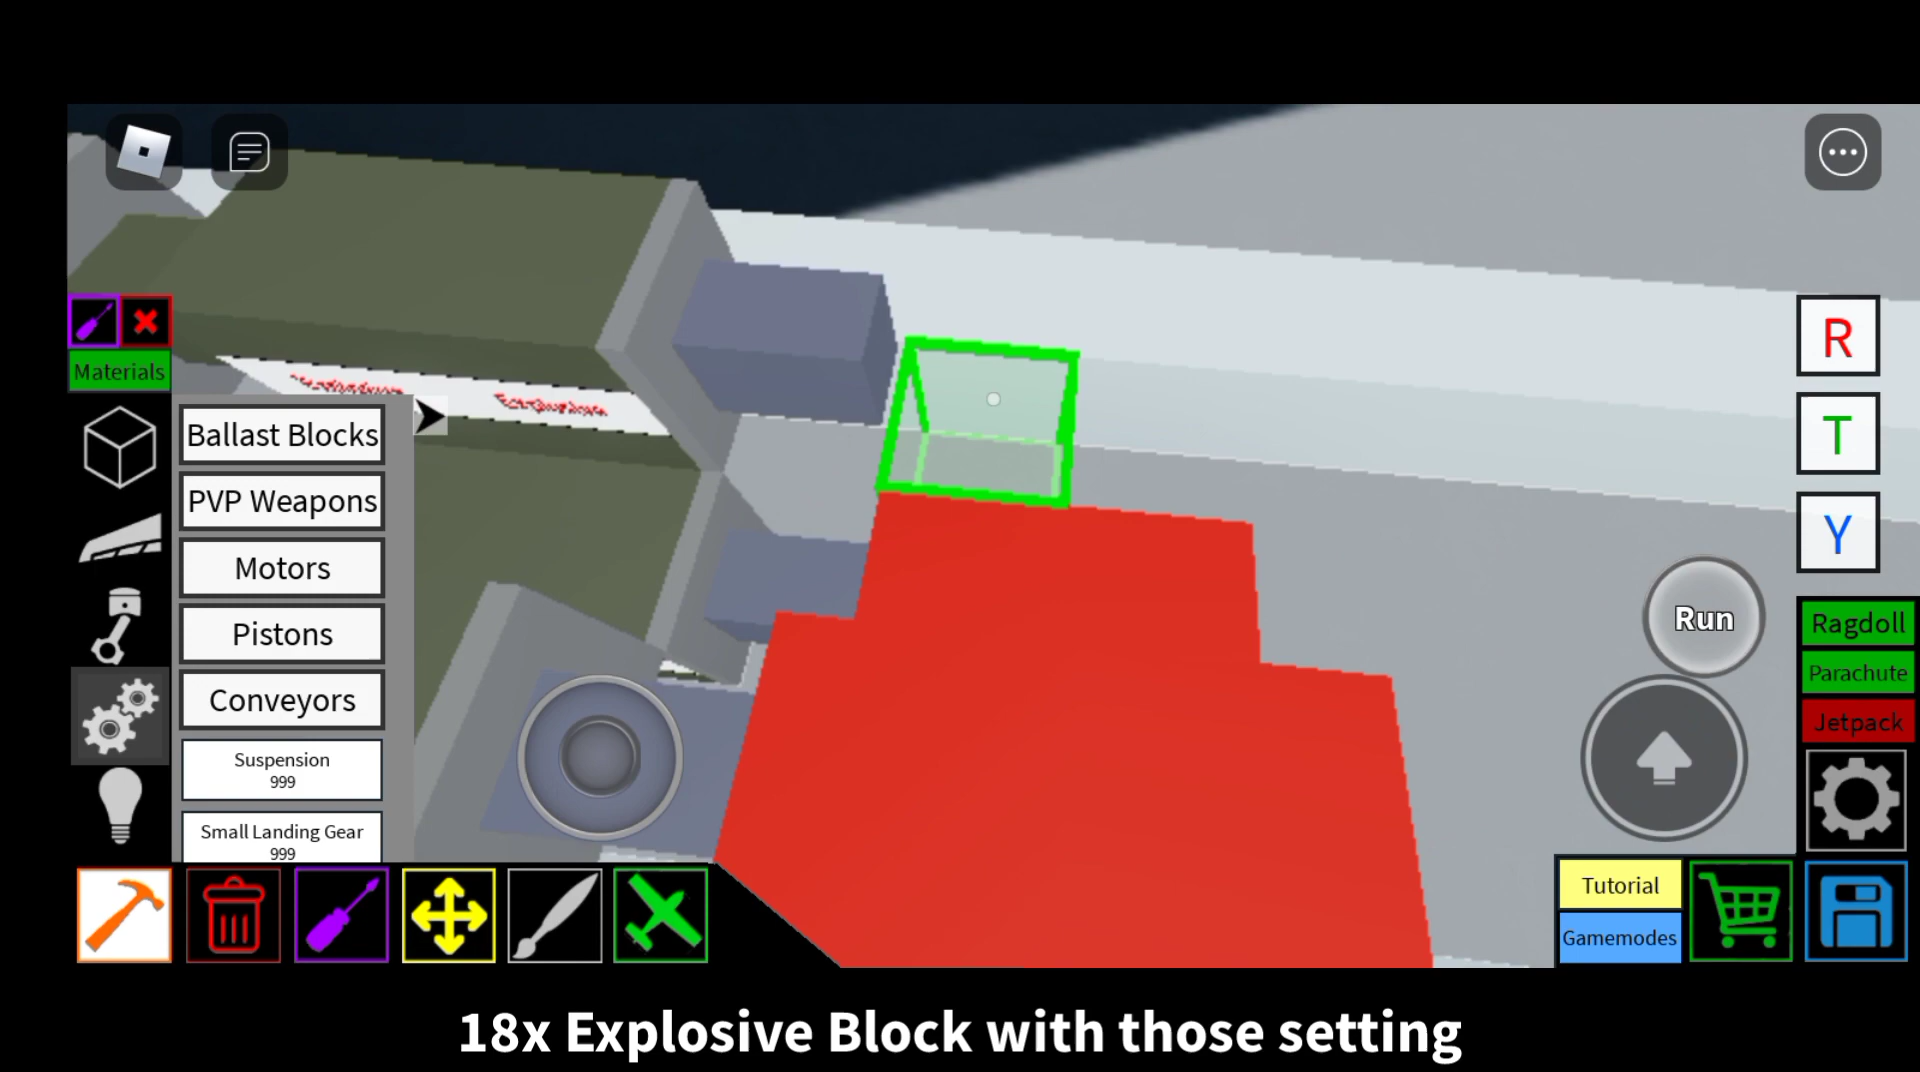 Materials
Ballast Blocks
PVP Weapons
Motors
Pistons
Conveyors
Suspension
999
Small Landing Gear
999
R
T
Y
Run
Ragdoll
Parachute
Jetpack
Tutorial
Gamemodes
18x Explosive Block with those setting